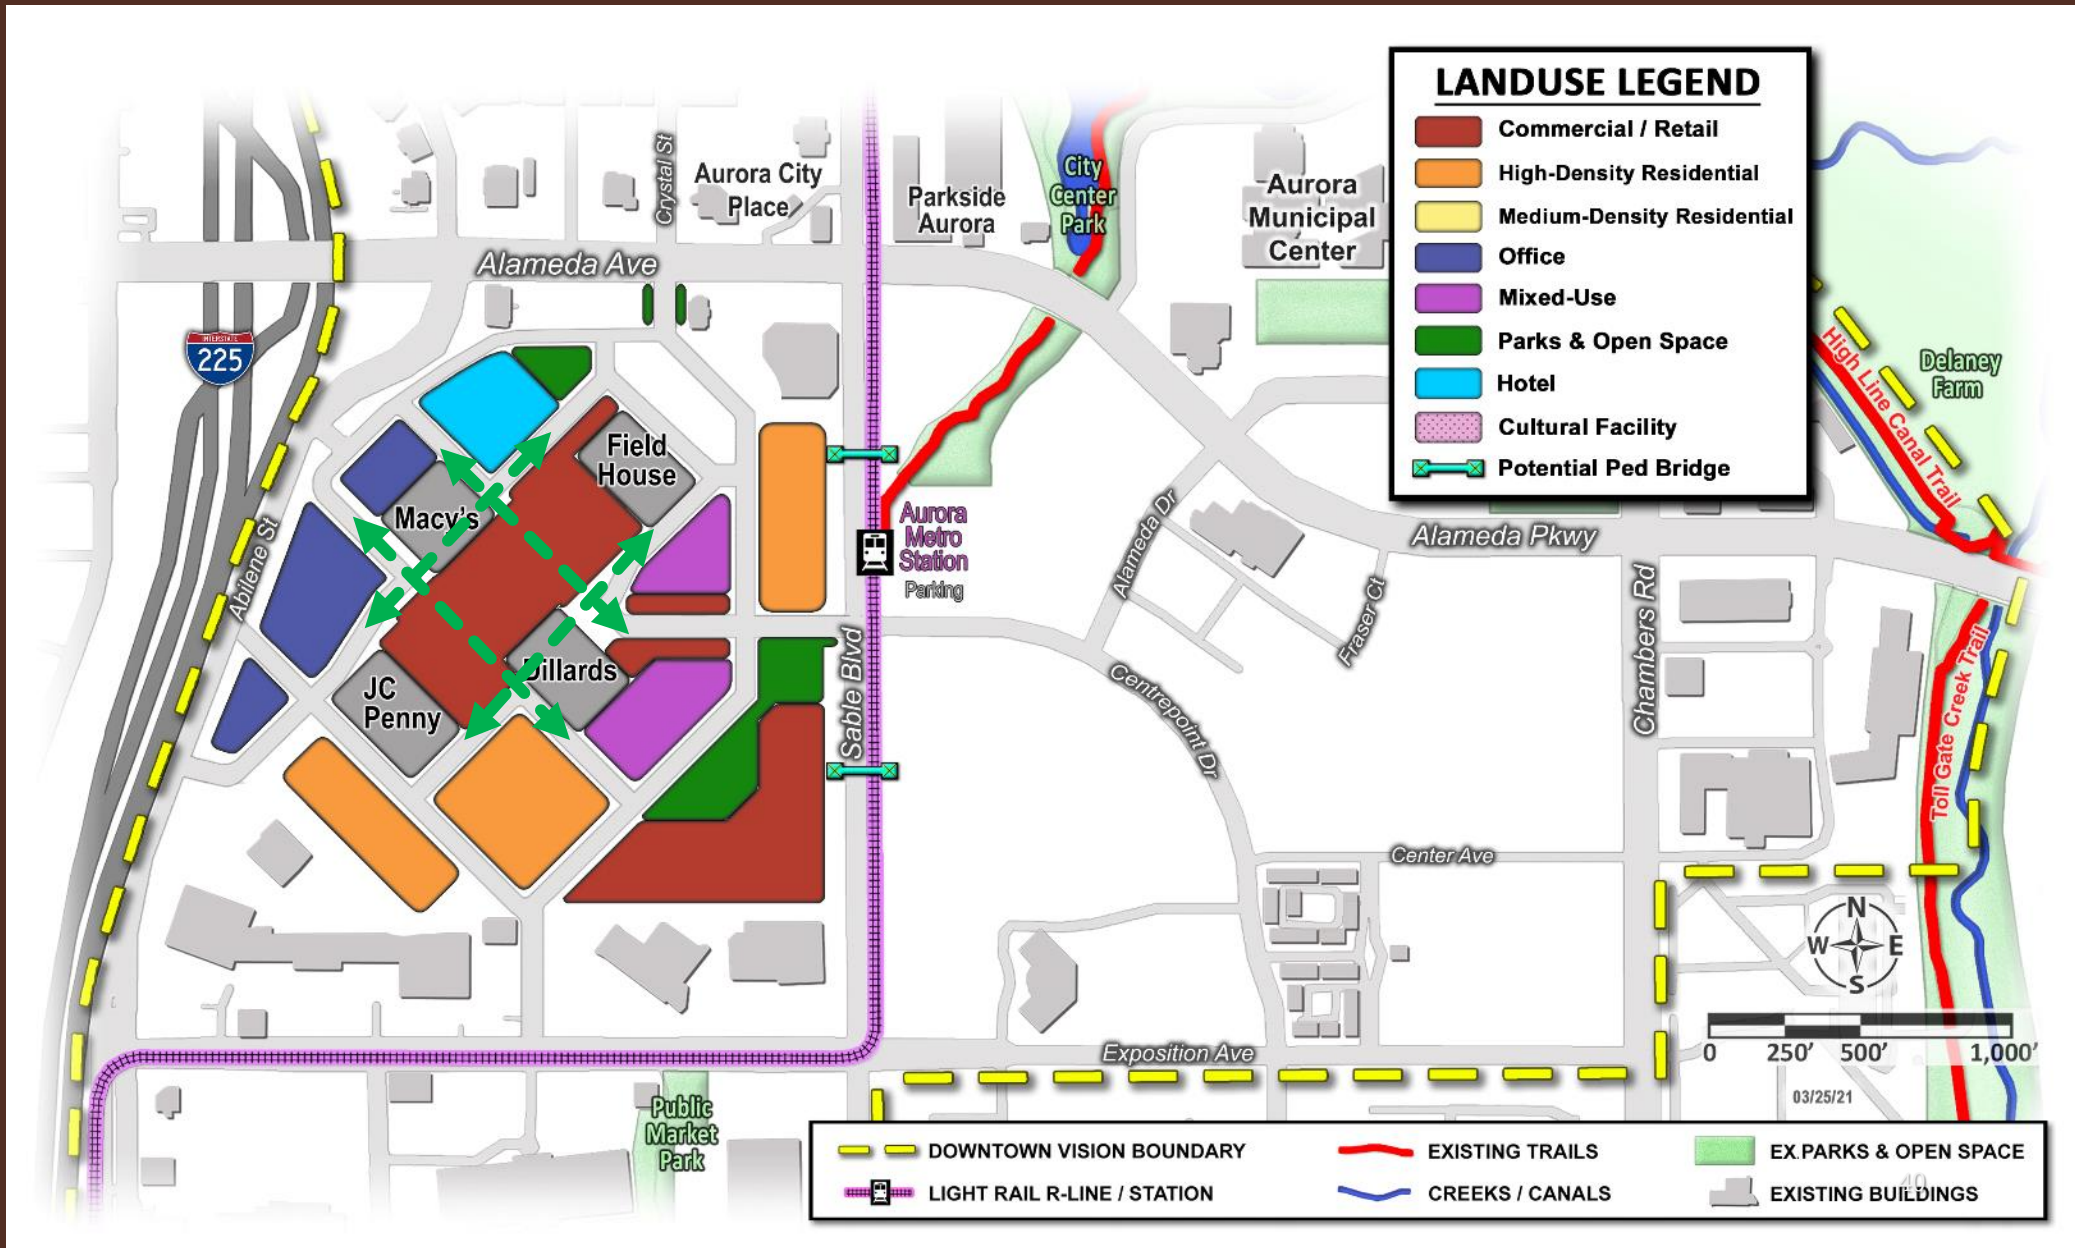 LANDUSE LEGEND
Commercial / Retail
High-Density Residential
Medium-Density Residential
Office
Mixed-Use
Parks & Open Space
Hotel
Cultural Facility
Potential Ped Bridge
Crystal St
Aurora City
Place
Parkside
Aurora
City
Center
Park
Aurora
Municipal
Center
Alameda Ave
INTERSTATE
225
High Line Canal Trail
Delaney
Farm
Field
House
Macy's
Aurora
Metro
Station
Parking
Abilene St
Alameda Dr
Alameda Pkwy
Fraser Ct
Chambers Rd
Dillards
JC
Penny
Sable Blvd
Centrepoint Dr
Toll Gate Creek Trail
Center Ave
N
W E
S
0 250' 500' 1,000'
Exposition Ave
03/25/21
Public
Market
Park
DOWNTOWN VISION BOUNDARY
EXISTING TRAILS
EX.PARKS & OPEN SPACE
LIGHT RAIL R-LINE / STATION
CREEKS / CANALS
EXISTING BUILDINGS
40